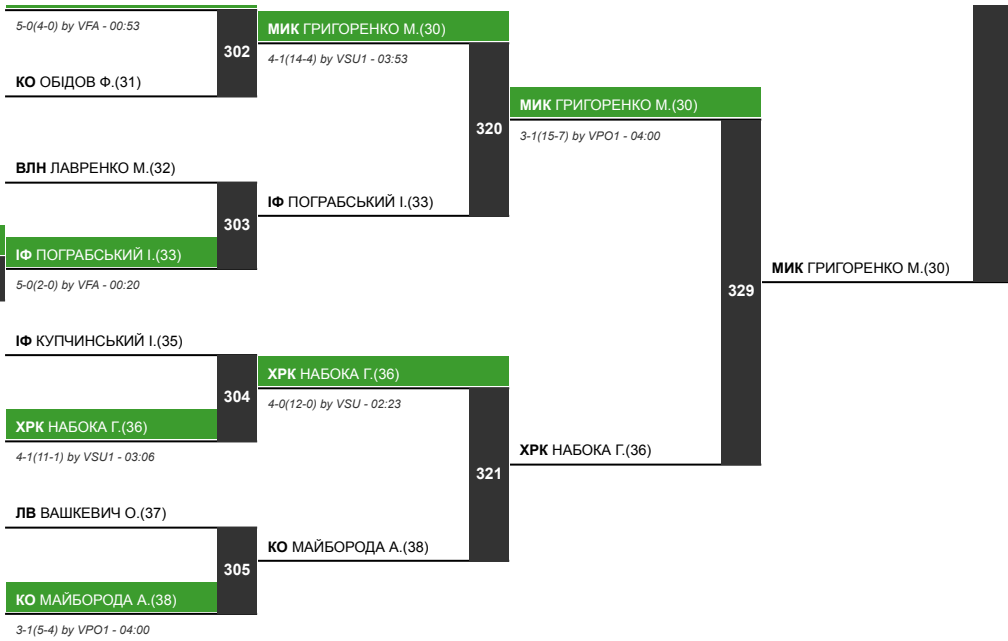 5-0(4-0) by VFA - 00:53
302
КО ОБІДОВ Ф.(31)
ВЛН ЛАВРЕНКО М.(32)
303
ІФ ПОГРАБСЬКИЙ І.(33)
5-0(2-0) by VFA - 00:20
ІФ КУПЧИНСЬКИЙ І.(35)
304
ХРК НАБОКА Г.(36)
4-1(11-1) by VSU1 - 03:06
ЛВ ВАШКЕВИЧ О.(37)
305
КО МАЙБОРОДА А.(38)
3-1(5-4) by VPO1 - 04:00
МИК ГРИГОРЕНКО М.(30)
4-1(14-4) by VSU1 - 03:53
320
ІФ ПОГРАБСЬКИЙ І.(33)
ХРК НАБОКА Г.(36)
4-0(12-0) by VSU - 02:23
321
КО МАЙБОРОДА А.(38)
МИК ГРИГОРЕНКО М.(30)
3-1(15-7) by VPO1 - 04:00
329
ХРК НАБОКА Г.(36)
МИК ГРИГОРЕНКО М.(30)